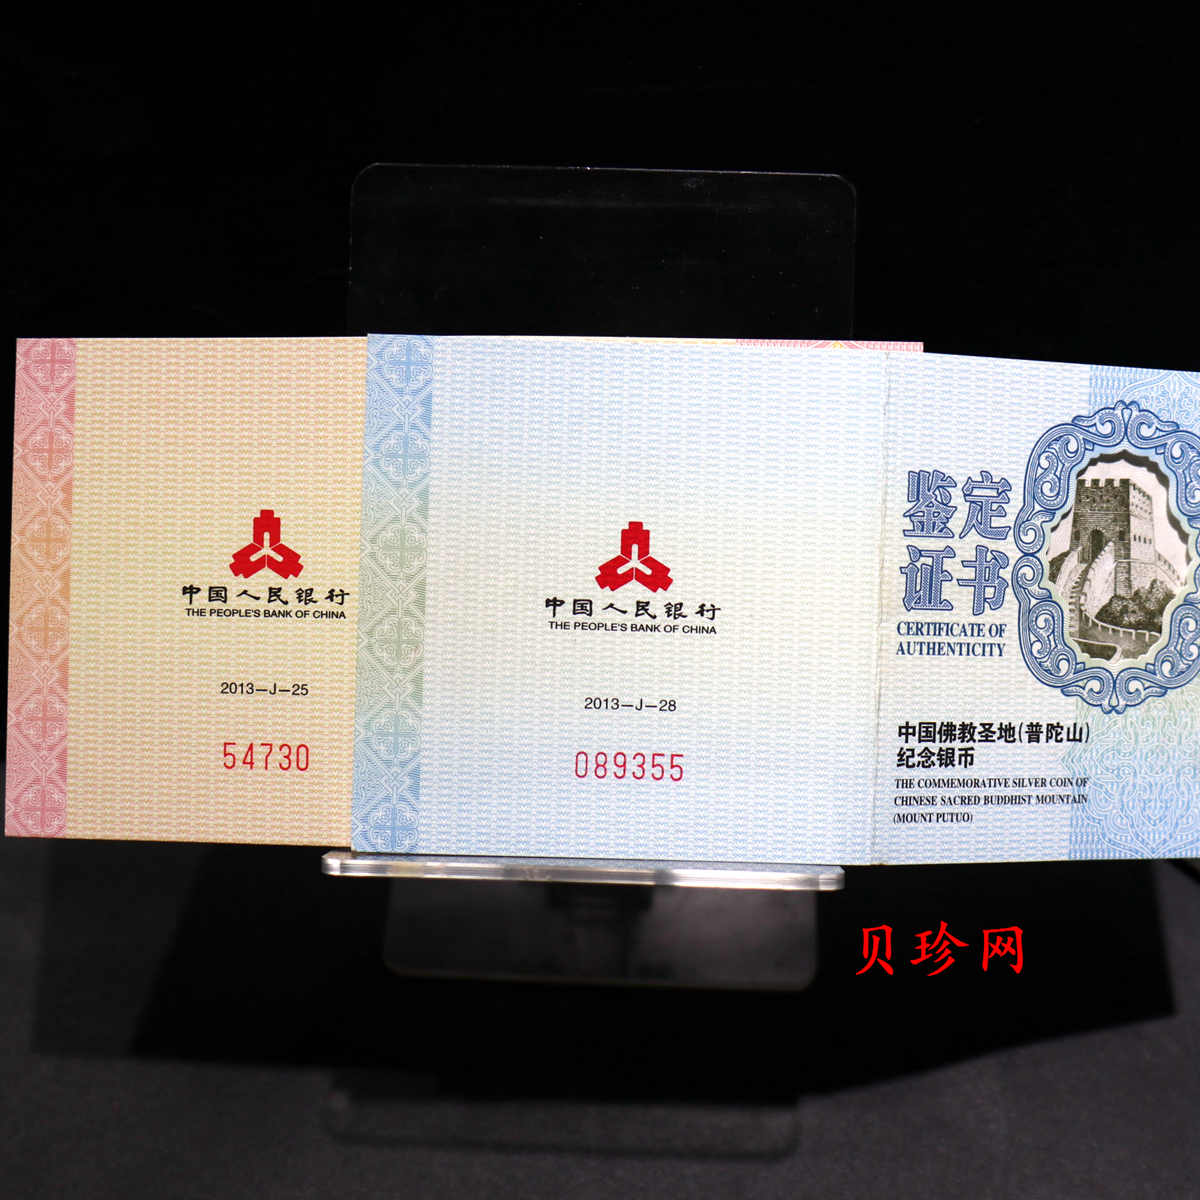 中国人民银行
THE PEOPLE'S BANK OF CHINA
2013—J—25
54730
中国人民银行
THE PEOPLE'S BANK OF CHINA
2013—J—28
089355
鉴定
证书
CERTIFICATE OF
AUTHENTICITY
中国佛教圣地(普陀山)
纪念银币
THE COMMEMORATIVE SILVER COIN OF
CHINESE SACRED BUDDHIST MOUNTAIN
(MOUNT PUTUO)
贝珍网